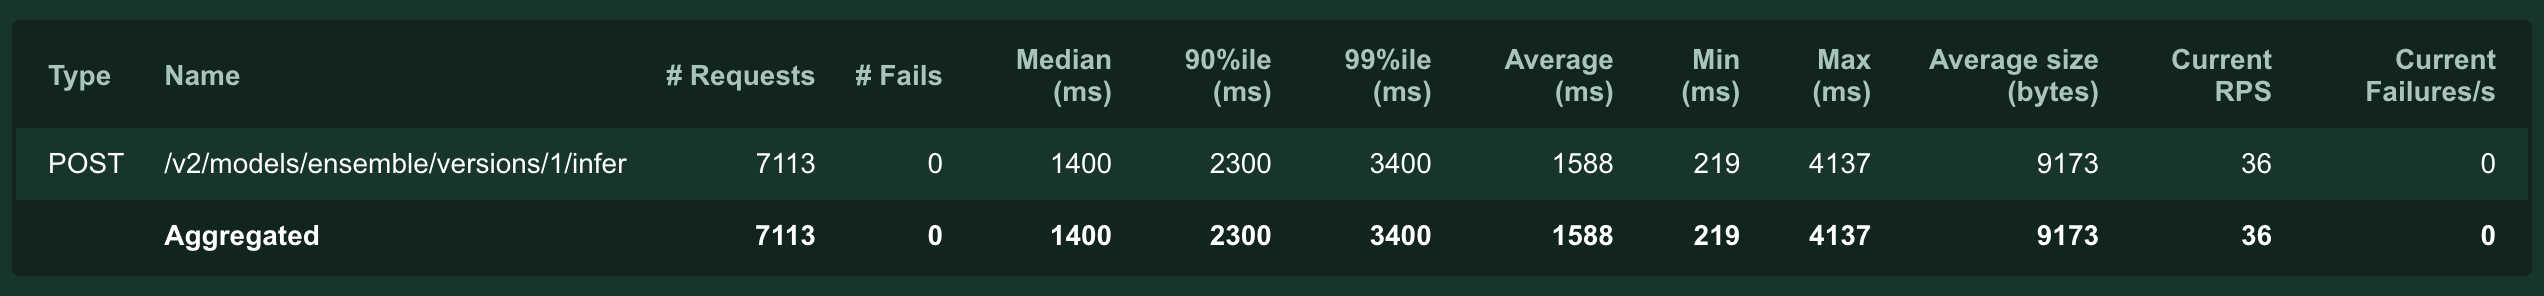 Type Name # Requests # Fails Median (ms) 90%ile (ms) 99%ile (ms) Average (ms) Min (ms) Max (ms) Average size (bytes) Current RPS Current Failures/s
POST /v2/models/ensemble/versions/1/infer 7113 0 1400 2300 3400 1588 219 4137 9173 36 0
Aggregated 7113 0 1400 2300 3400 1588 219 4137 9173 36 0